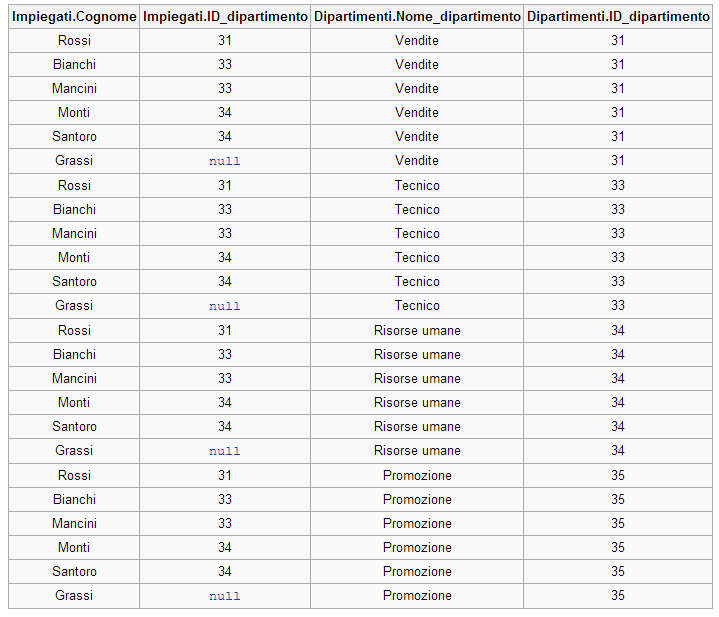 Impiegati.Cognome Impiegati.ID_dipartimento Dipartimenti.Nome_dipartimento Dipartimenti.ID_dipartimento
Rossi 31 Vendite 31
Bianchi 33 Vendite 31
Mancini 33 Vendite 31
Monti 34 Vendite 31
Santoro 34 Vendite 31
Grassi null Vendite 31
Rossi 31 Tecnico 33
Bianchi 33 Tecnico 33
Mancini 33 Tecnico 33
Monti 34 Tecnico 33
Santoro 34 Tecnico 33
Grassi null Tecnico 33
Rossi 31 Risorse umane 34
Bianchi 33 Risorse umane 34
Mancini 33 Risorse umane 34
Monti 34 Risorse umane 34
Santoro 34 Risorse umane 34
Grassi null Risorse umane 34
Rossi 31 Promozione 35
Bianchi 33 Promozione 35
Mancini 33 Promozione 35
Monti 34 Promozione 35
Santoro 34 Promozione 35
Grassi null Promozione 35